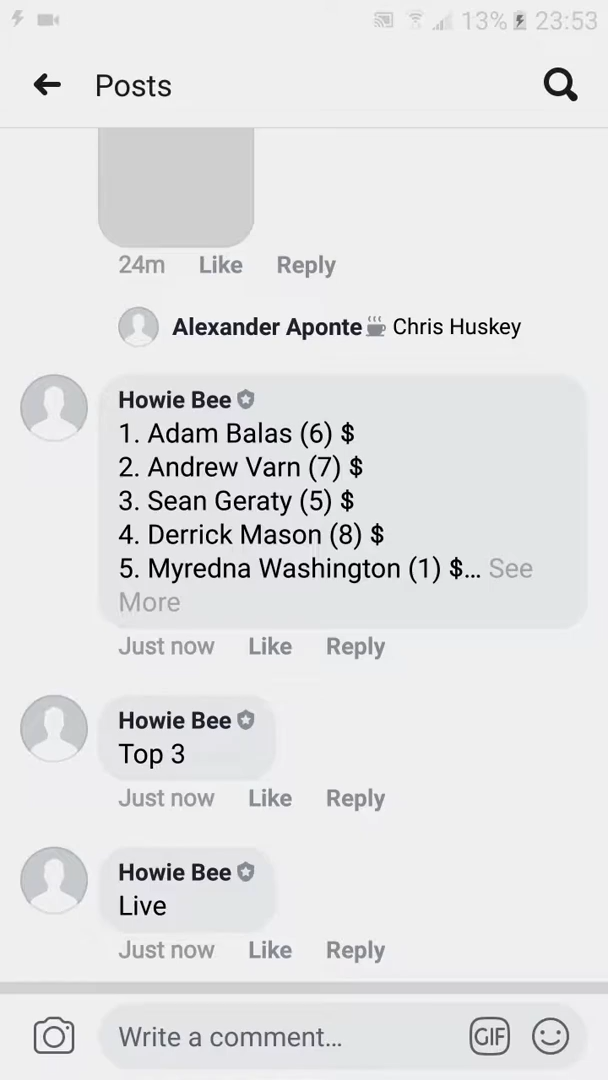 13% 23:53
Posts
24m Like Reply
Alexander Aponte Chris Huskey
Howie Bee
1. Adam Balas (6) $
2. Andrew Varn (7) $
3. Sean Geraty (5) $
4. Derrick Mason (8) $
5. Myredna Washington (1) $... See
More
Just now Like Reply
Howie Bee
Top 3
Just now Like Reply
Howie Bee
Live
Just now Like Reply
Write a comment... GIF